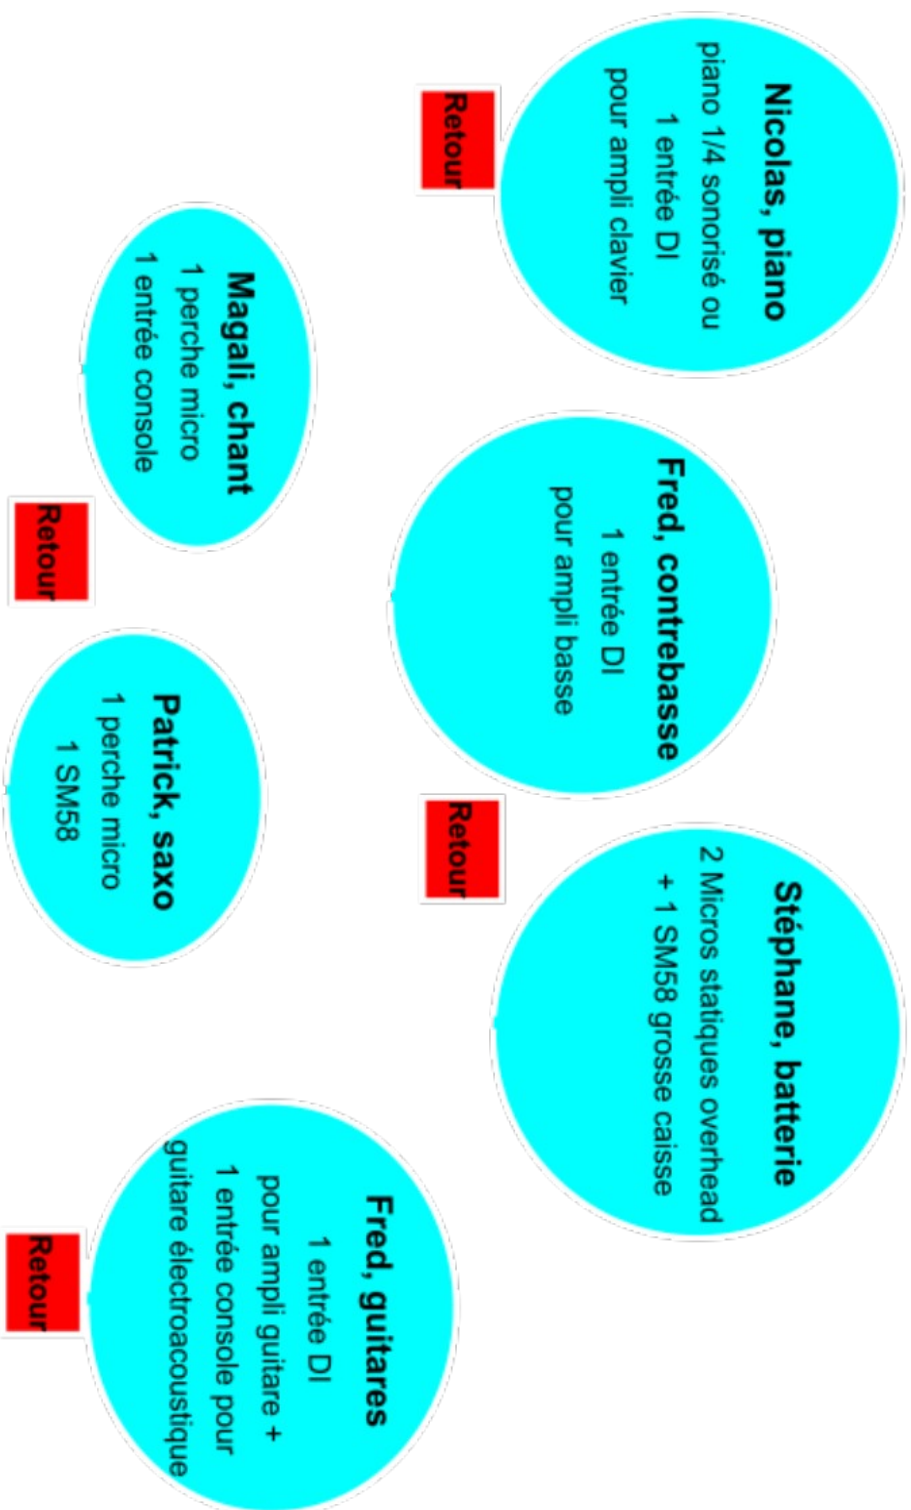 Nicolas, piano
piano 1/4 sonorisé ou
1 entrée DI
pour ampli clavier
Retour
Fred, contrebasse
1 entrée DI
pour ampli basse
Retour
Stéphane, batterie
2 Micros statiques overhead
+ 1 SM58 grosse caisse
Magali, chant
1 perche micro
1 entrée console
Retour
Patrick, saxo
1 perche micro
1 SM58
Fred, guitares
1 entrée DI
pour ampli guitare +
1 entrée console pour
guitare électroacoustique
Retour